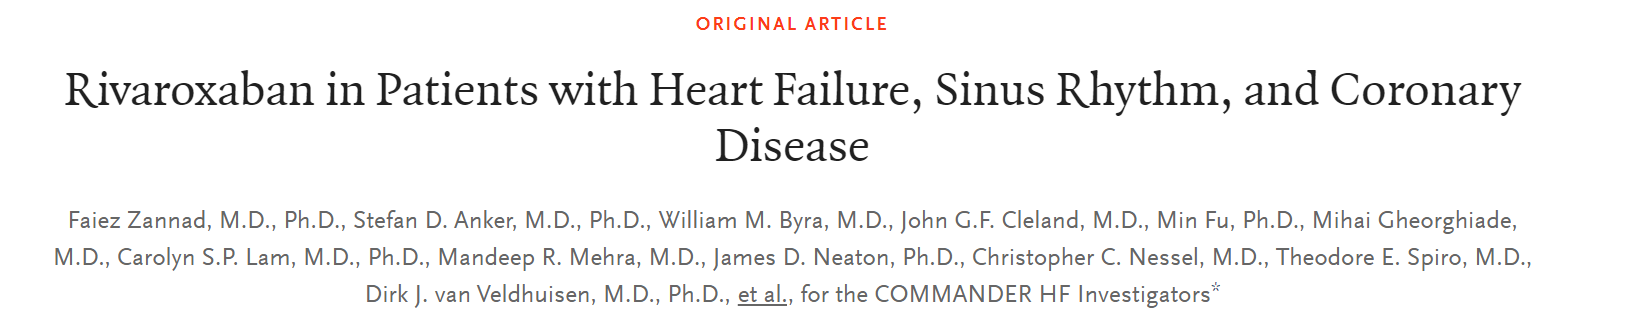 ORIGINAL ARTICLE
Rivaroxaban in Patients with Heart Failure, Sinus Rhythm, and Coronary
Disease
Faiez Zannad, M.D., Ph.D., Stefan D. Anker, M.D., Ph.D., William M. Byra, M.D., John G.F. Cleland, M.D., Min Fu, Ph.D., Mihai Gheorghiade,
M.D., Carolyn S.P. Lam, M.D., Ph.D., Mandeep R. Mehra, M.D., James D. Neaton, Ph.D., Christopher C. Nessel, M.D., Theodore E. Spiro, M.D.,
Dirk J. van Veldhuisen, M.D., Ph.D., et al., for the COMMANDER HF Investigators*